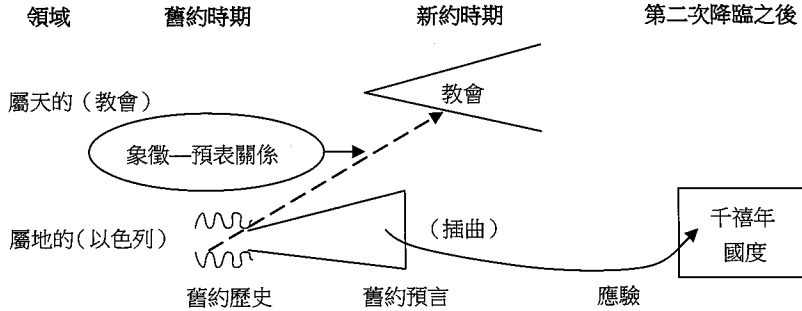 領域 舊約時期 新約時期 第二次降臨之後
教會
屬天的（教會）
象徵—預表關係
千禧年
（插曲）
屬地的（以色列）
國度
舊約歷史 舊約預言 應驗